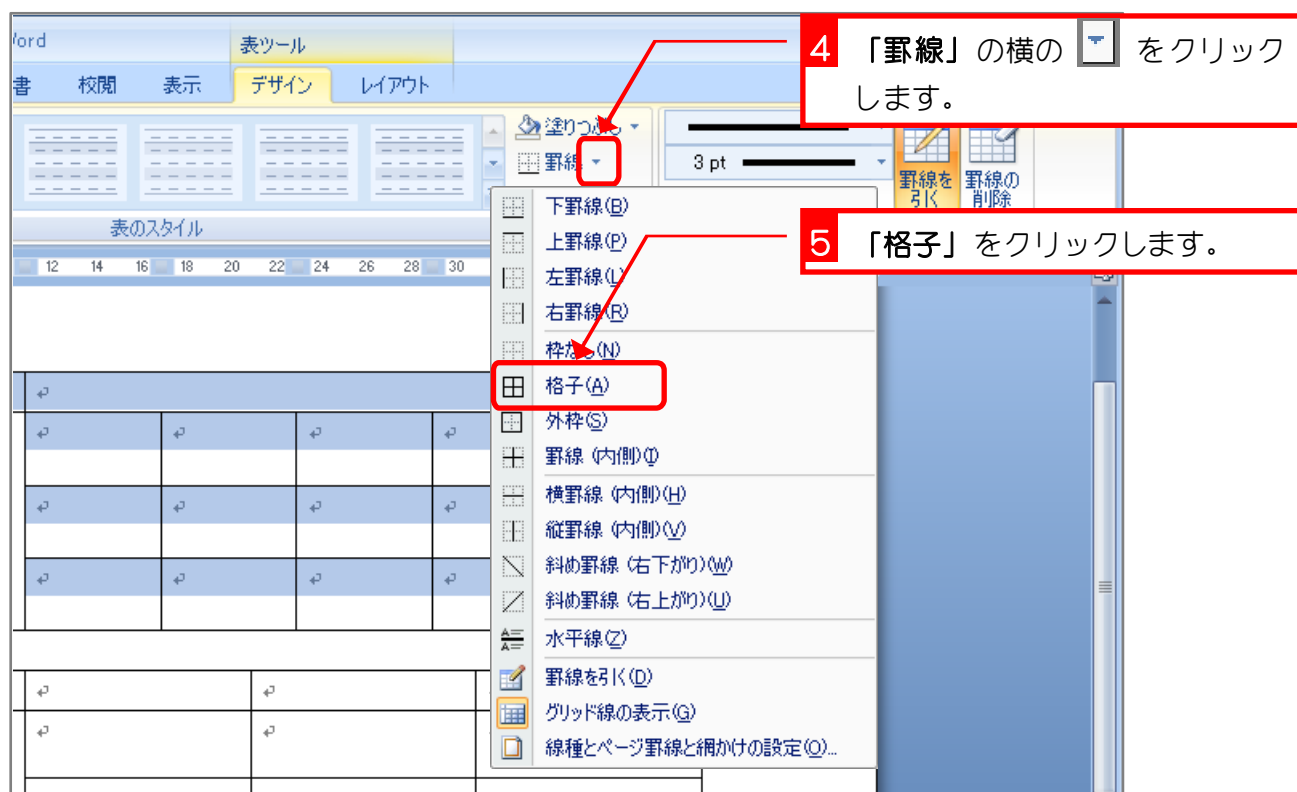 Word
表ツール
書 校閲 表示 デザイン レイアウト
塗りつぶし
罫線
3 pt
罫線を
引く
罫線の
削除
表のスタイル
4 「罫線」の横の をクリック
します。
5 「格子」をクリックします。
12 14 16 18 20 22 24 26 28 30
下罫線(B)
上罫線(P)
左罫線(L)
右罫線(R)
枠なし(N)
格子(A)
外枠(S)
罫線 (内側)(I)
横罫線 (内側)(H)
縦罫線 (内側)(V)
斜め罫線 (右下がり)(W)
斜め罫線 (右上がり)(U)
水平線(Z)
罫線を引く(D)
グリッド線の表示(G)
線種とページ罫線と網かけの設定(O)...